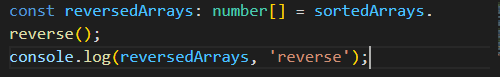 const reversedArrays: number[] = sortedArrays.
reverse();
console.log(reversedArrays, 'reverse');